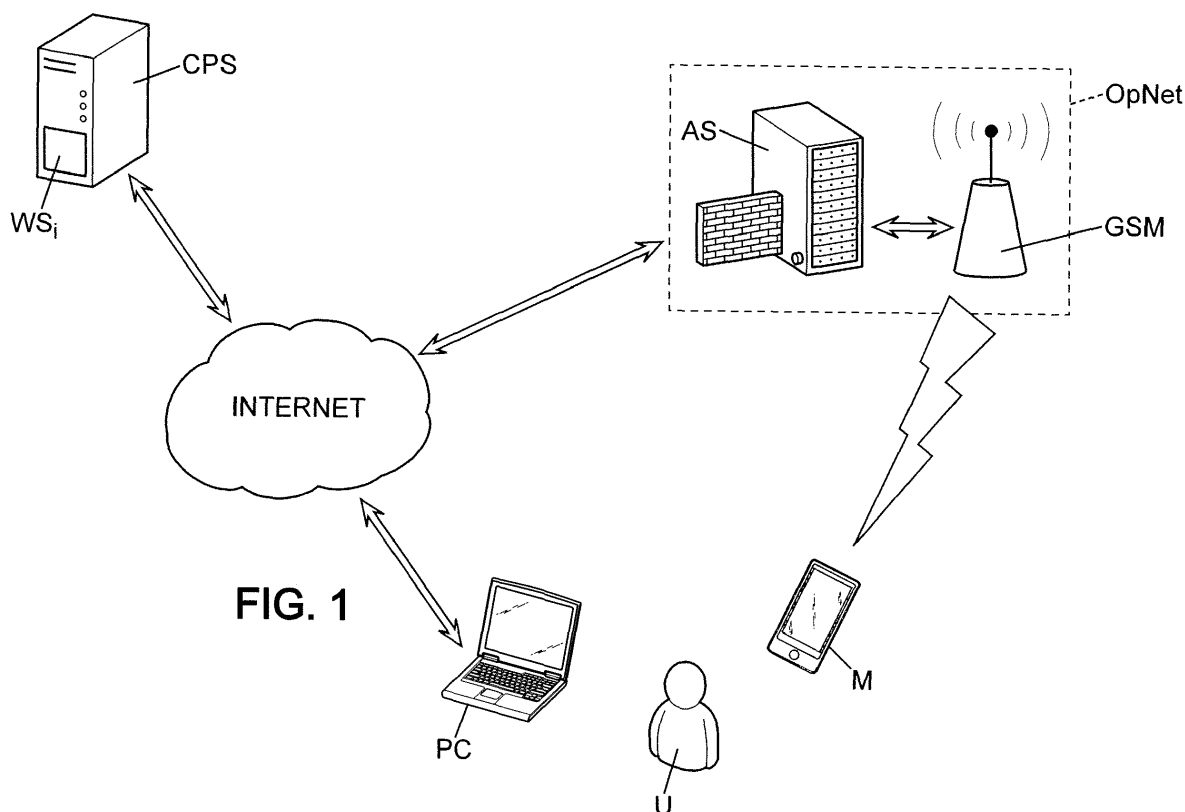 CPS
OpNet
AS
WSi
GSM
INTERNET
FIG. 1
M
PC
U